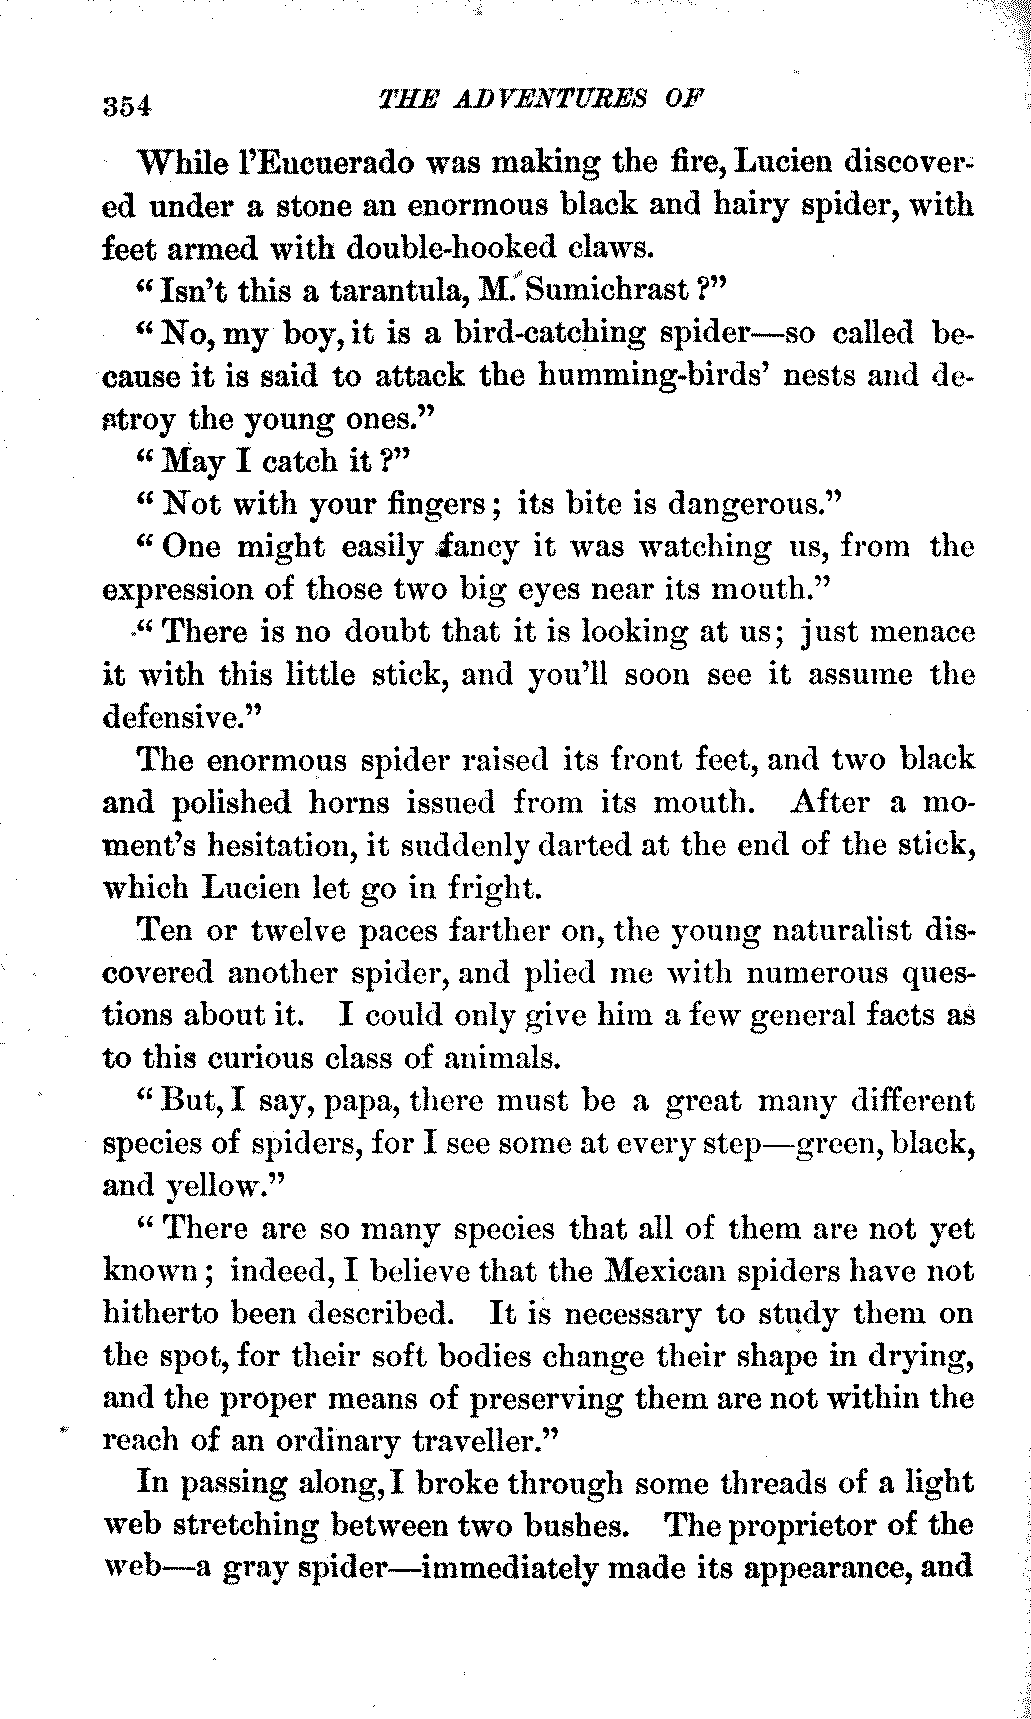 354 THE ADVENTURES OF
While l'Encuerado was making the fire, Lucien discover-
ed under a stone an enormous black and hairy spider, with
feet armed with double-hooked claws.
"Isn't this a tarantula, M. Sumichrast?"
"No, my boy, it is a bird-catching spider—so called be-
cause it is said to attack the humming-birds' nests and de-
stroy the young ones."
"May I catch it?"
"Not with your fingers; its bite is dangerous."
"One might easily fancy it was watching us, from the
expression of those two big eyes near its mouth."
"There is no doubt that it is looking at us; just menace
it with this little stick, and you'll soon see it assume the
defensive."
The enormous spider raised its front feet, and two black
and polished horns issued from its mouth. After a mo-
ment's hesitation, it suddenly darted at the end of the stick,
which Lucien let go in fright.
Ten or twelve paces farther on, the young naturalist dis-
covered another spider, and plied me with numerous ques-
tions about it. I could only give him a few general facts as
to this curious class of animals.
"But, I say, papa, there must be a great many different
species of spiders, for I see some at every step—green, black,
and yellow."
"There are so many species that all of them are not yet
known; indeed, I believe that the Mexican spiders have not
hitherto been described. It is necessary to study them on
the spot, for their soft bodies change their shape in drying,
and the proper means of preserving them are not within the
reach of an ordinary traveller."
In passing along, I broke through some threads of a light
web stretching between two bushes. The proprietor of the
web—a gray spider—immediately made its appearance, and